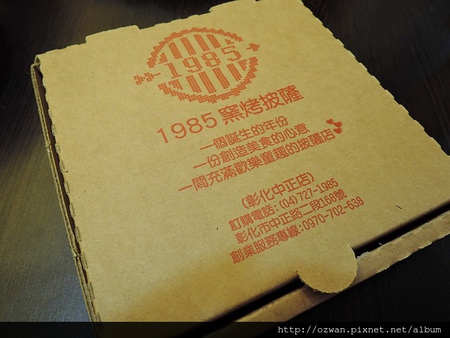 1985
1985 窯烤披薩
一個誕生的年份
一份創造美食的心意
一間充滿歡樂童趣的披薩店
(彰化中正店)
訂購電話:(04)727-1985
彰化市中正路二段168號
創業服務專線:0970-702-638
http://ozwan.pixnet.net/album